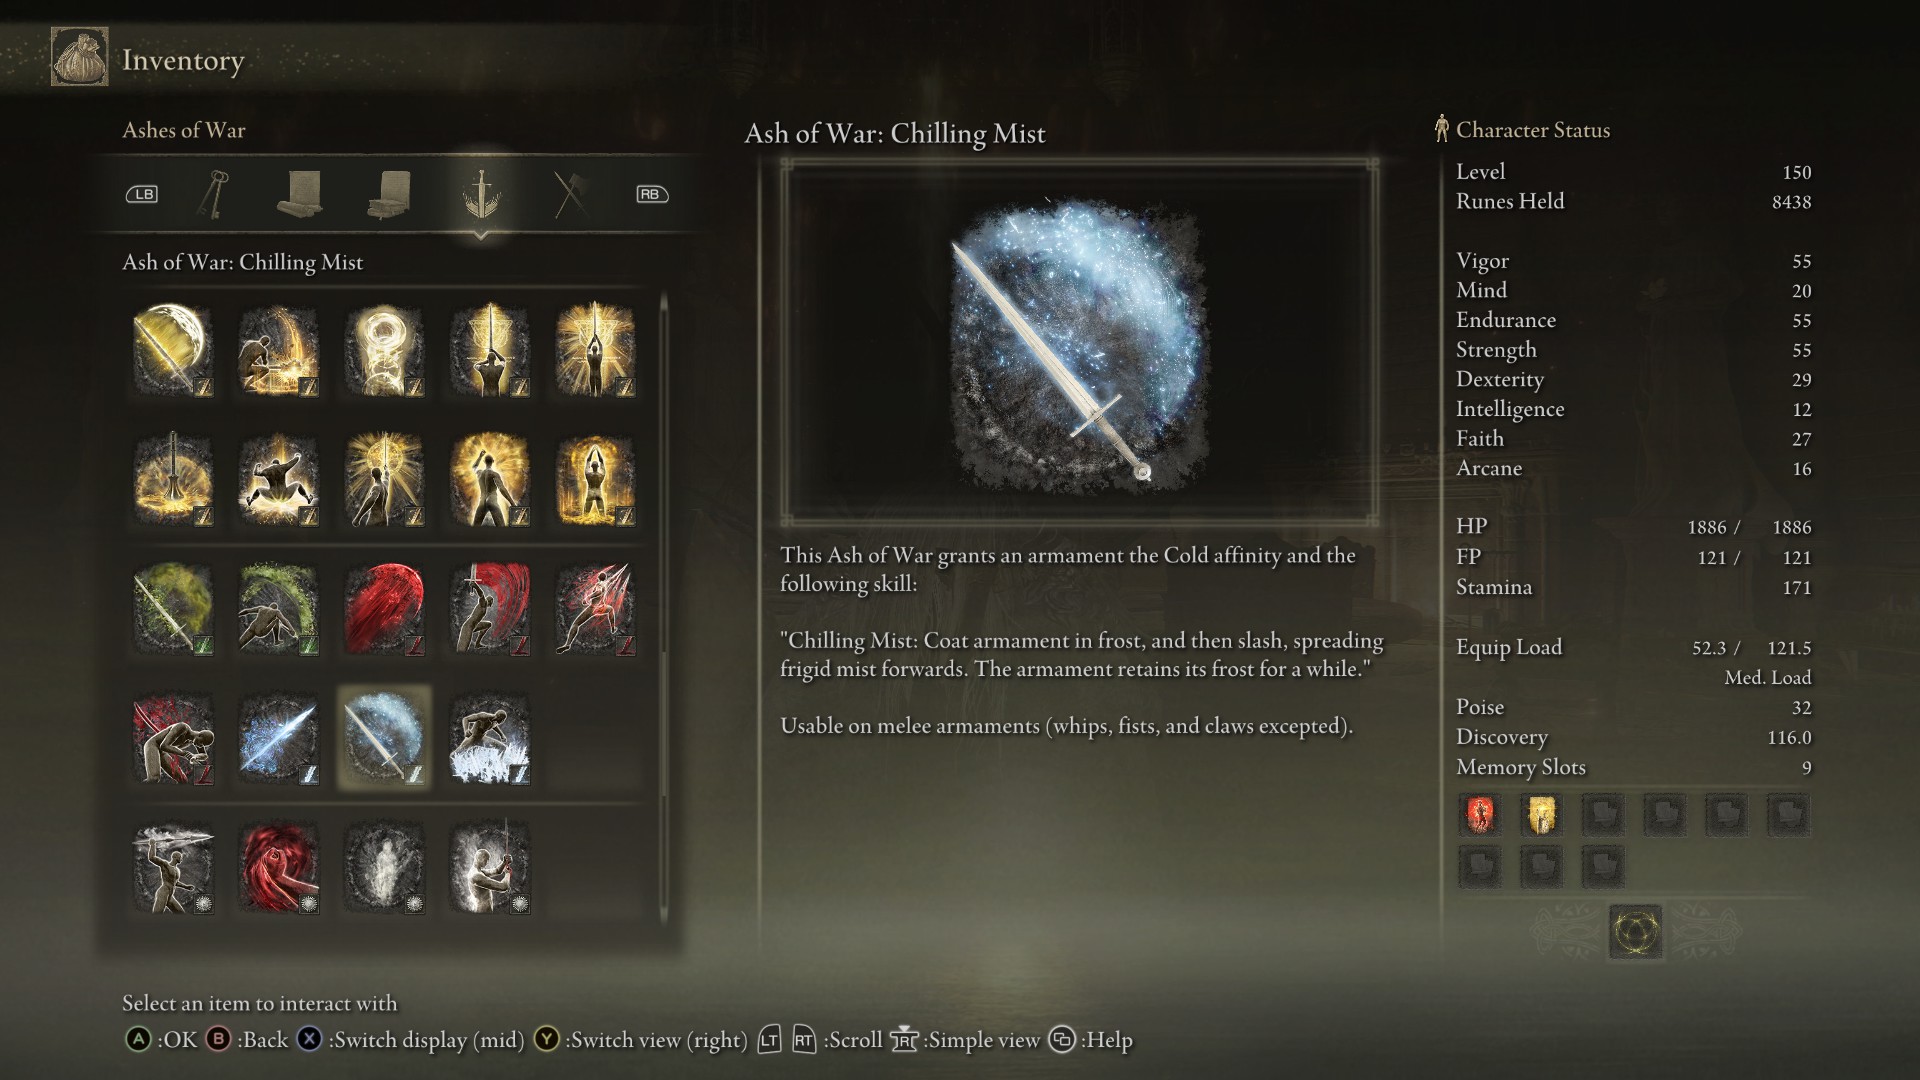 Inventory
Ashes of War
LB
RB
Ash of War: Chilling Mist
Ash of War: Chilling Mist
This Ash of War grants an armament the Cold affinity and the
following skill:
"Chilling Mist: Coat armament in frost, and then slash, spreading
frigid mist forwards. The armament retains its frost for a while."
Usable on melee armaments (whips, fists, and claws excepted).
Character Status
Level 150
Runes Held 8438
Vigor 55
Mind 20
Endurance 55
Strength 55
Dexterity 29
Intelligence 12
Faith 27
Arcane 16
HP 1886 / 1886
FP 121 / 121
Stamina 171
Equip Load 52.3 / 121.5
Med. Load
Poise 32
Discovery 116.0
Memory Slots 9
Select an item to interact with
A :OK B :Back X :Switch display (mid) Y :Switch view (right) LT RT :Scroll R :Simple view :Help